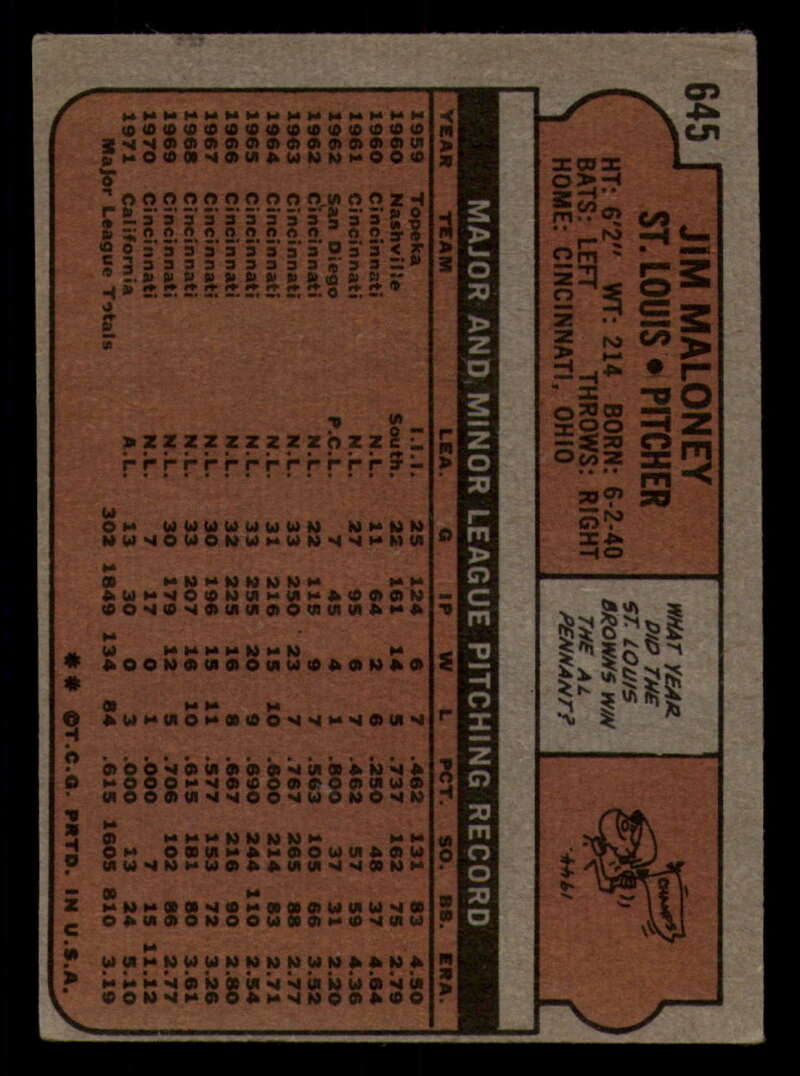 645
JIM MALONEY
ST. LOUIS • PITCHER
HT: 6'2" WT: 214 BORN: 6-2-40
BATS: LEFT THROWS: RIGHT
HOME: CINCINNATI, OHIO
WHAT YEAR
DID THE
ST. LOUIS
BROWNS WIN
THE AL
PENNANT?
CHAMPS
1944.
MAJOR AND MINOR LEAGUE PITCHING RECORD
YEAR TEAM LEA. G IP W L PCT. SO. BB. ERA.
1959 Topeka I.I.I. 25 124 6 7 .462 131 83 4.50
1960 Nashville South. 22 161 14 5 .737 162 75 2.79
1960 Cincinnati N.L. 11 64 2 6 .250 48 37 4.64
1961 Cincinnati N.L. 27 95 6 7 .462 57 59 4.36
1962 San Diego P.C.L. 7 45 4 1 .800 37 31 2.20
1962 Cincinnati N.L. 22 115 9 7 .563 105 66 3.52
1963 Cincinnati N.L. 33 250 23 7 .767 265 88 2.77
1964 Cincinnati N.L. 31 216 15 10 .600 214 83 2.71
1965 Cincinnati N.L. 33 255 20 9 .690 244 110 2.54
1966 Cincinnati N.L. 32 225 16 8 .667 216 90 2.80
1967 Cincinnati N.L. 30 196 15 11 .577 153 72 3.26
1968 Cincinnati N.L. 33 207 16 10 .615 181 80 3.61
1969 Cincinnati N.L. 30 179 12 5 .706 102 86 2.77
1970 Cincinnati N.L. 7 17 0 1 .000 7 15 11.12
1971 California A.L. 13 30 0 3 .000 13 24 5.10
Major League Totals 302 1849 134 84 .615 1605 810 3.19
** ©T.C.G. PRTD. IN U.S.A.